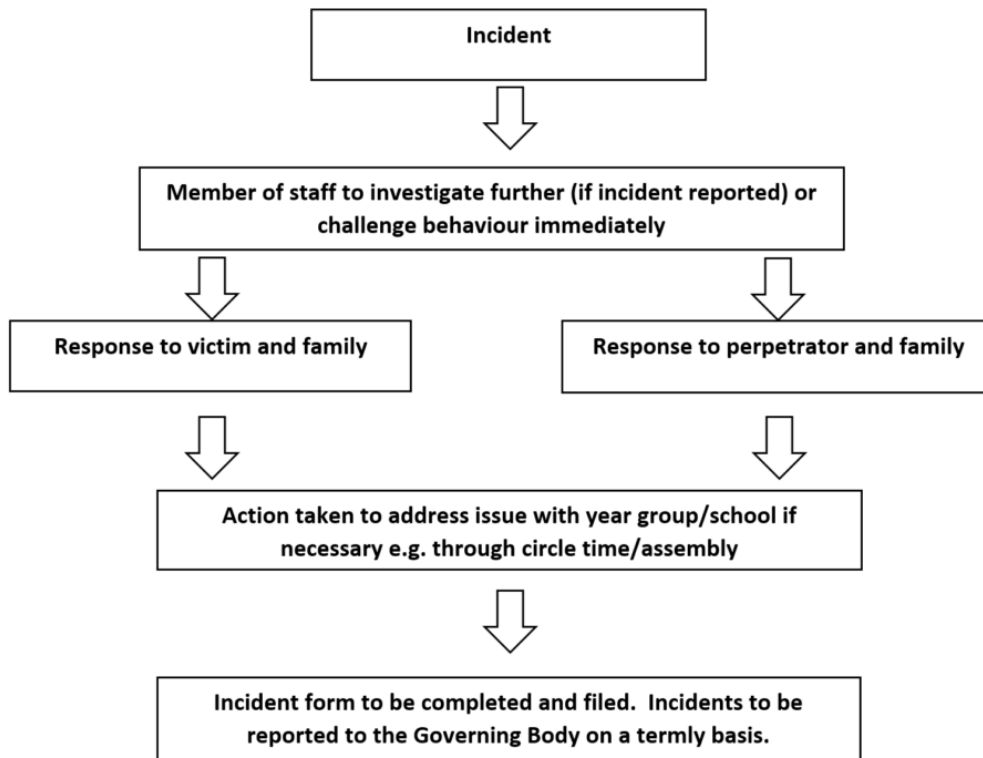 Incident
Member of staff to investigate further (if incident reported) or
challenge behaviour immediately
Response to victim and family
Response to perpetrator and family
Action taken to address issue with year group/school if
necessary e.g. through circle time/assembly
Incident form to be completed and filed.  Incidents to be
reported to the Governing Body on a termly basis.